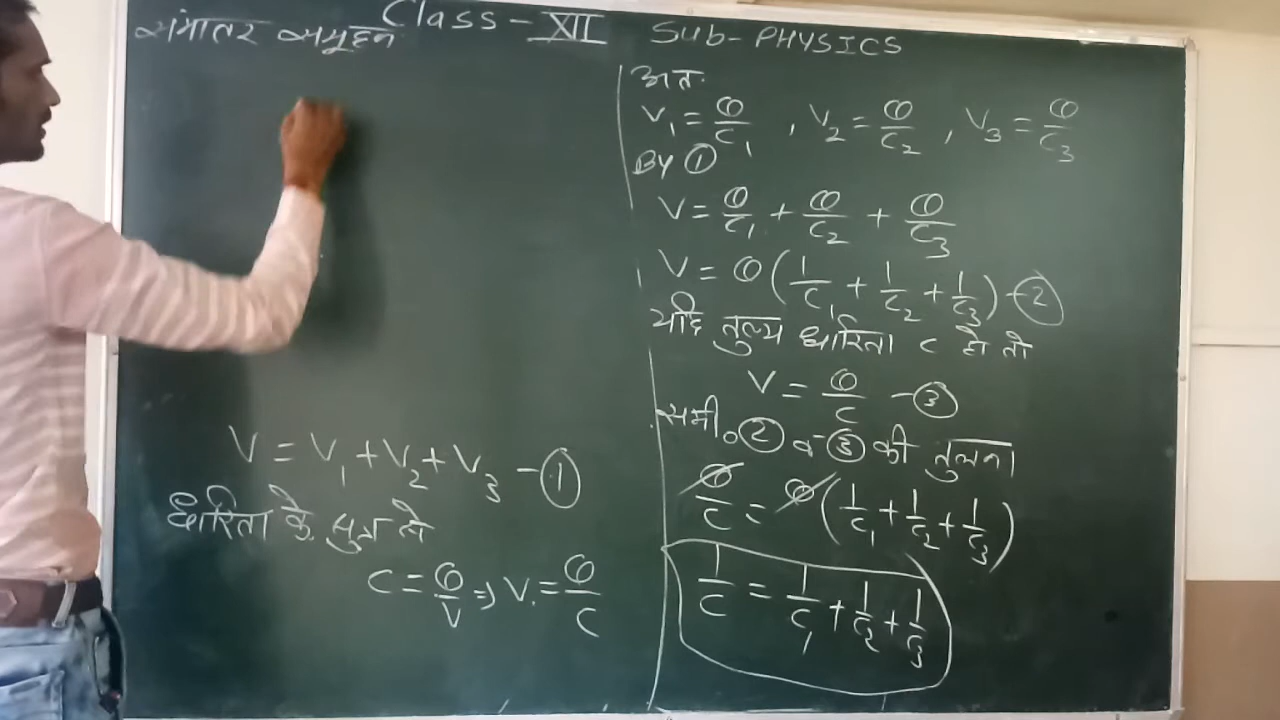 Class - XII Sub- PHYSICS
समांतर समूहन
V = V₁ + V₂ + V₃ - ①
धारिता के सूत्र से
C = Q/V ⇒ V = Q/C
अतः
V₁ = Q/C₁ , V₂ = Q/C₂ , V₃ = Q/C₃
By ①
V = Q/C₁ + Q/C₂ + Q/C₃
V = Q(1/C₁ + 1/C₂ + 1/C₃) - ②
यदि तुल्य धारिता C हो तो
V = Q/C - ③
समी० ② व ③ की तुलना
Q/C = Q(1/C₁ + 1/C₂ + 1/C₃)
1/C = 1/C₁ + 1/C₂ + 1/C₃